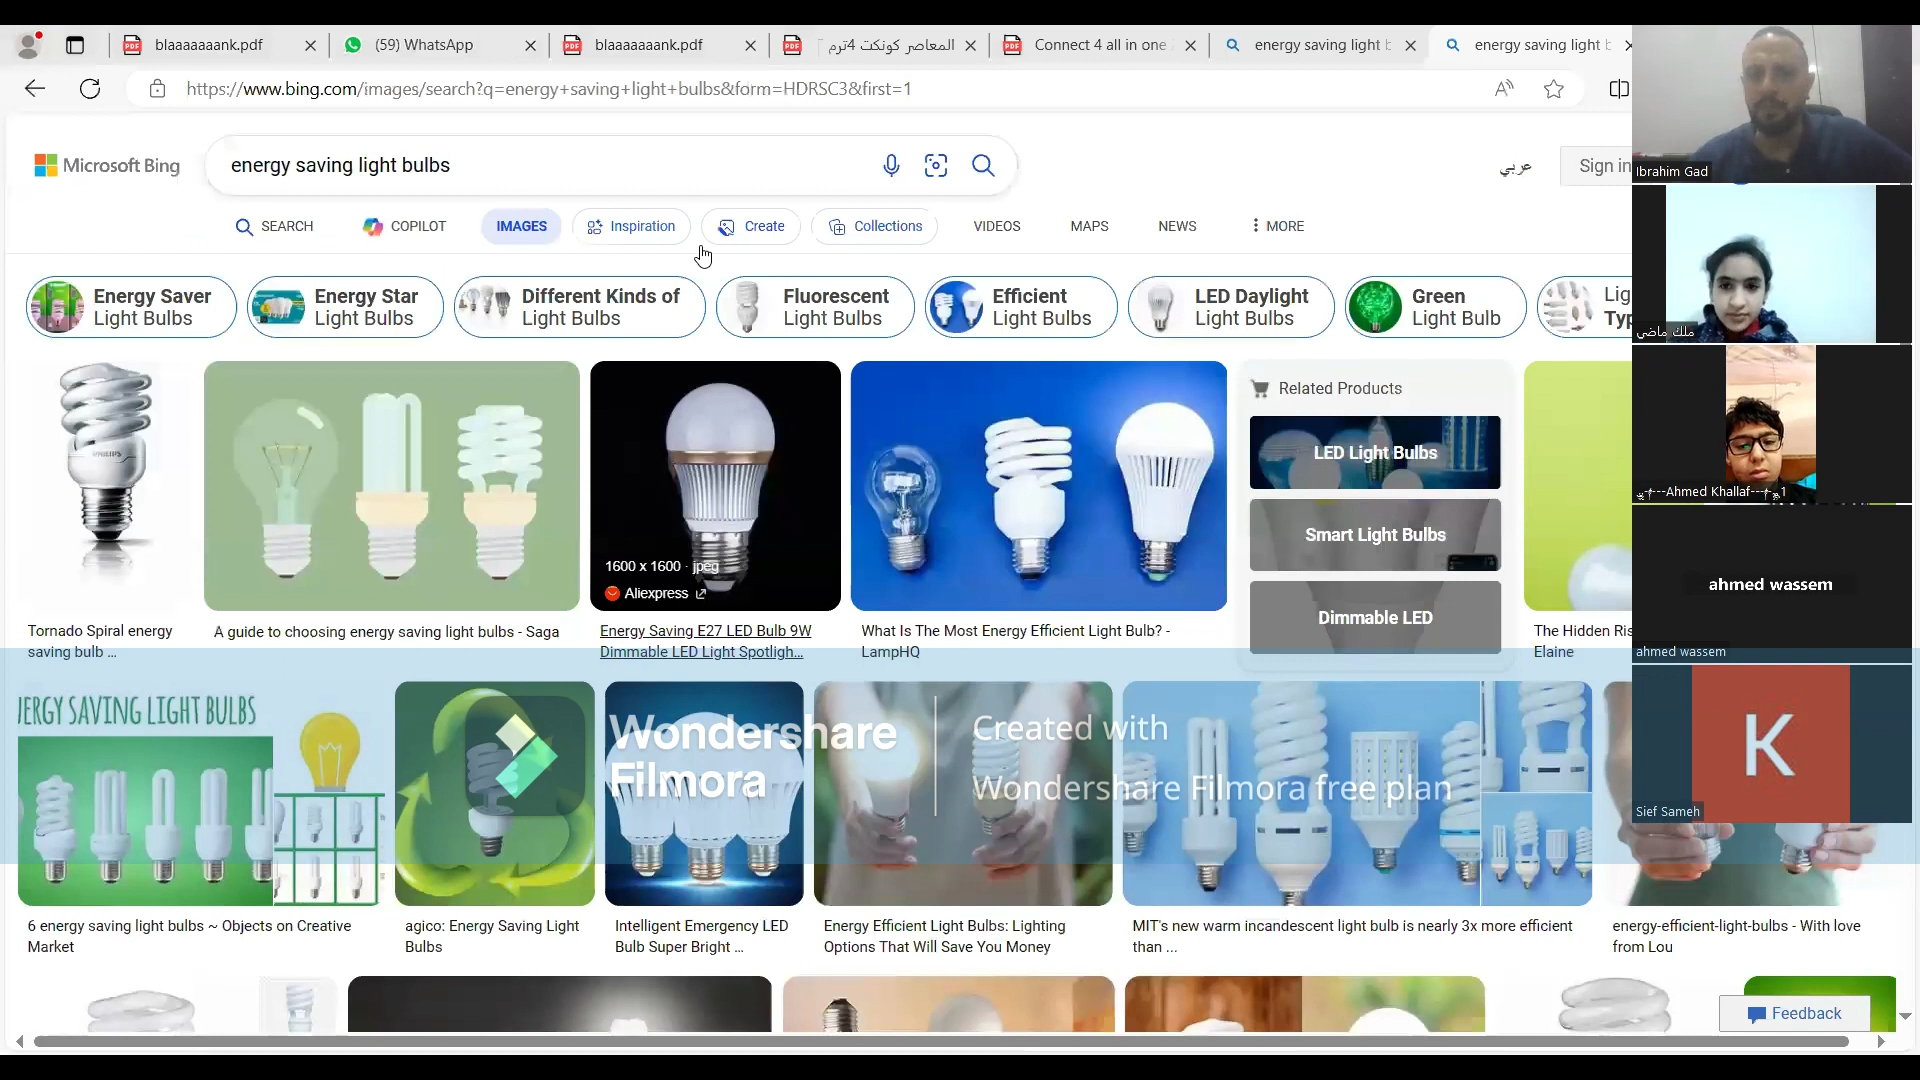 blaaaaaaank.pdf
(59) WhatsApp
blaaaaaaank.pdf
المعاصر كونكت 4ترم
Connect 4 all in one
energy saving light b
energy saving light b
https://www.bing.com/images/search?q=energy+saving+light+bulbs&form=HDRSC3&first=1
Microsoft Bing
energy saving light bulbs
عربي
Sign in
SEARCH
COPILOT
IMAGES
Inspiration
Create
Collections
VIDEOS
MAPS
NEWS
MORE
Energy Saver
Light Bulbs
Energy Star
Light Bulbs
Different Kinds of
Light Bulbs
Fluorescent
Light Bulbs
Efficient
Light Bulbs
LED Daylight
Light Bulbs
Green
Light Bulb
Lig
Typ
PHILIPS
1600 x 1600 · jpeg
Aliexpress
Related Products
LED Light Bulbs
Smart Light Bulbs
Dimmable LED
Tornado Spiral energy
saving bulb ...
A guide to choosing energy saving light bulbs - Saga
Energy Saving E27 LED Bulb 9W
Dimmable LED Light Spotligh...
What Is The Most Energy Efficient Light Bulb? -
LampHQ
The Hidden Ris
Elaine
ERGY SAVING LIGHT BULBS
Wondershare
Filmora
Created with
Wondershare Filmora free plan
6 energy saving light bulbs ~ Objects on Creative
Market
agico: Energy Saving Light
Bulbs
Intelligent Emergency LED
Bulb Super Bright ...
Energy Efficient Light Bulbs: Lighting
Options That Will Save You Money
MIT's new warm incandescent light bulb is nearly 3x more efficient
than ...
energy-efficient-light-bulbs - With love
from Lou
Feedback
Ibrahim Gad
ملك ماضي
Ahmed Khallaf
1
ahmed wassem
ahmed wassem
K
Sief Sameh